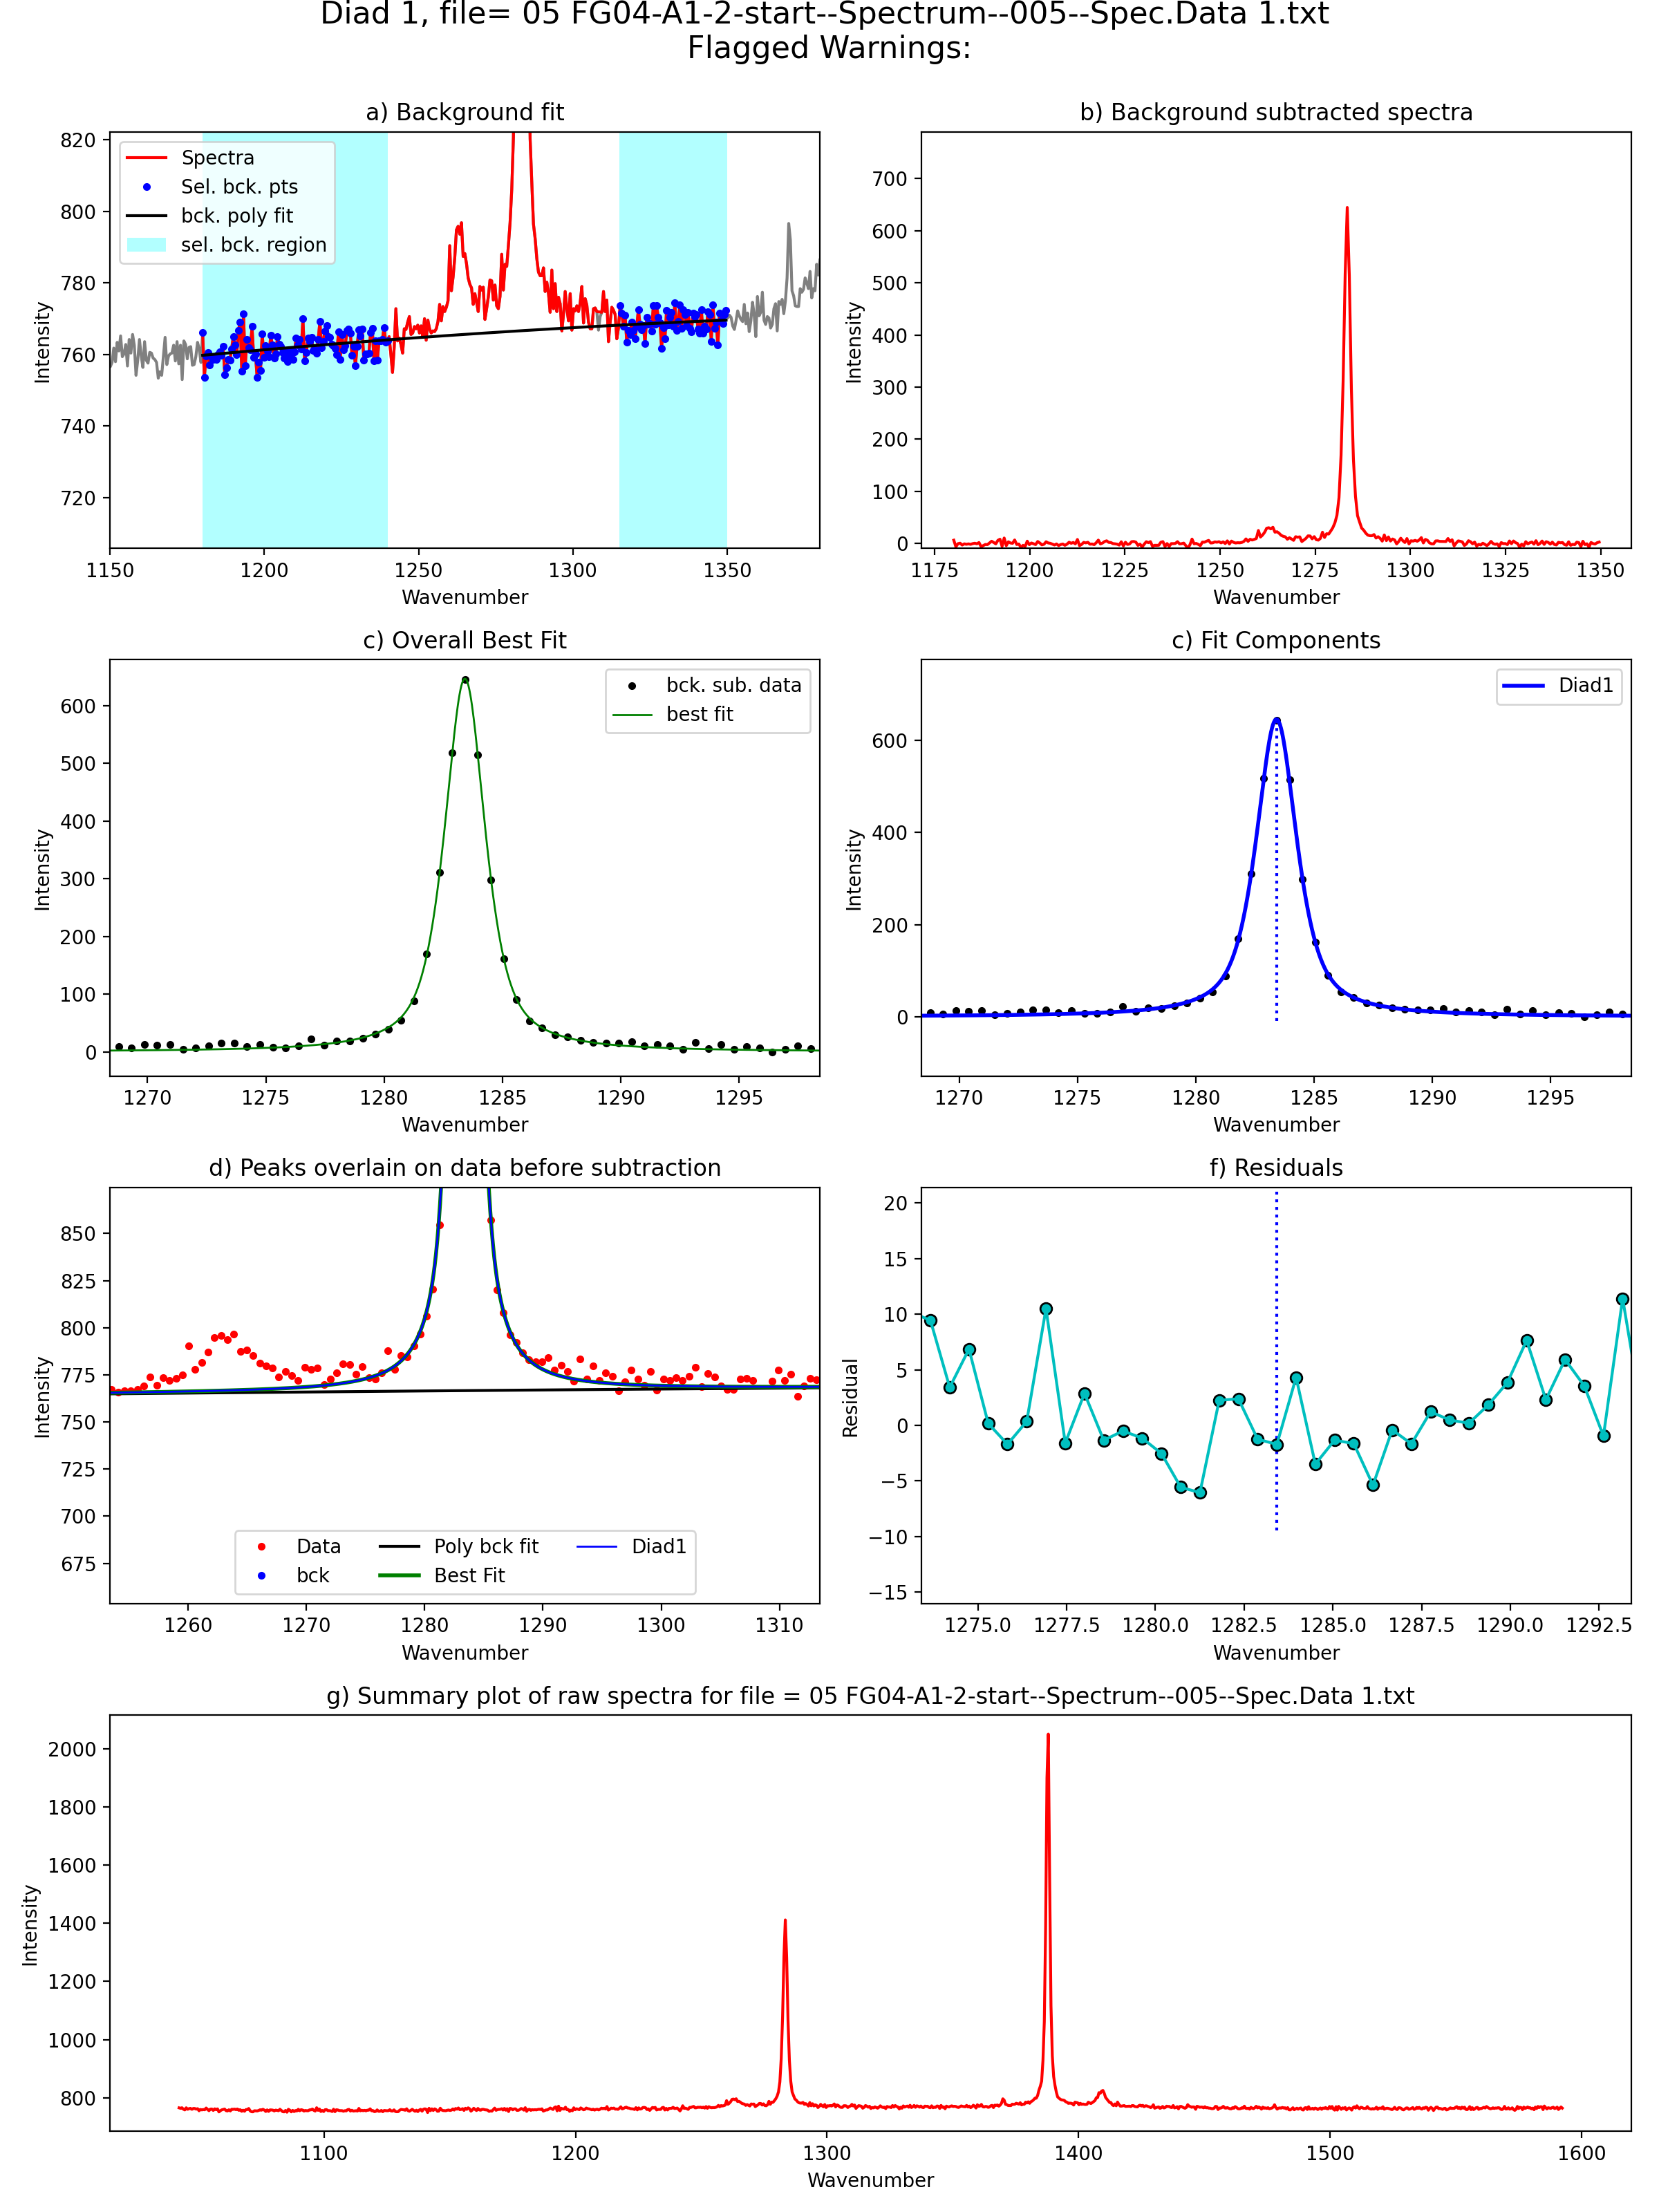 Diad 1, file= 05 FG04-A1-2-start--Spectrum--005--Spec.Data 1.txt
Flagged Warnings:
a) Background fit
820
800
780
760
740
720
Intensity
Spectra
Sel. bck. pts
bck. poly fit
sel. bck. region
1150
1200
1250
1300
1350
Wavenumber
b) Background subtracted spectra
700
600
500
400
300
200
100
0
Intensity
1175
1200
1225
1250
1275
1300
1325
1350
Wavenumber
c) Overall Best Fit
600
500
400
300
200
100
0
Intensity
bck. sub. data
best fit
1270
1275
1280
1285
1290
1295
Wavenumber
c) Fit Components
600
400
200
0
Intensity
Diad1
1270
1275
1280
1285
1290
1295
Wavenumber
d) Peaks overlain on data before subtraction
850
825
800
775
750
725
700
675
Intensity
Data
bck
Poly bck fit
Best Fit
Diad1
1260
1270
1280
1290
1300
1310
Wavenumber
f) Residuals
20
15
10
5
0
−5
−10
−15
Residual
1275.0
1277.5
1280.0
1282.5
1285.0
1287.5
1290.0
1292.5
Wavenumber
g) Summary plot of raw spectra for file = 05 FG04-A1-2-start--Spectrum--005--Spec.Data 1.txt
2000
1800
1600
1400
1200
1000
800
Intensity
1100
1200
1300
1400
1500
1600
Wavenumber